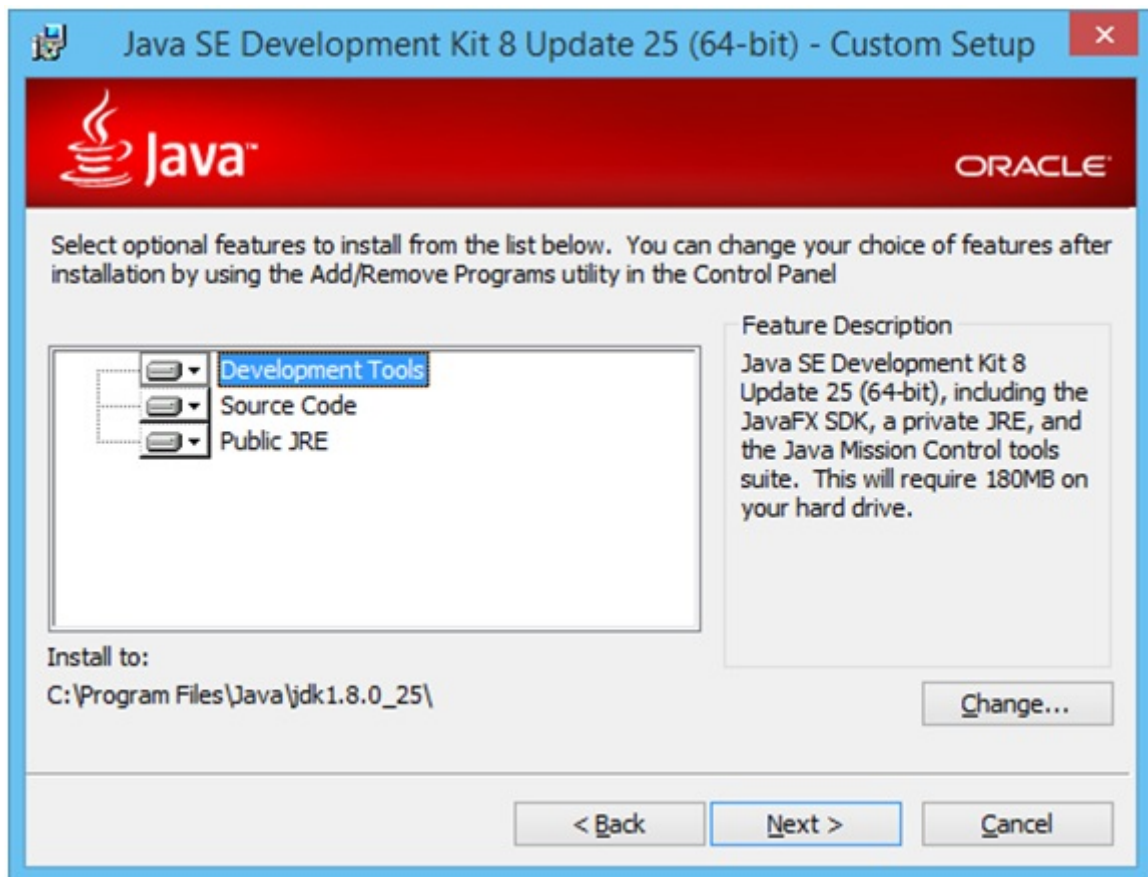 Java SE Development Kit 8 Update 25 (64-bit) - Custom Setup
Java™
ORACLE
Select optional features to install from the list below. You can change your choice of features after
installation by using the Add/Remove Programs utility in the Control Panel
Development Tools
Source Code
Public JRE
Feature Description
Java SE Development Kit 8
Update 25 (64-bit), including the
JavaFX SDK, a private JRE, and
the Java Mission Control tools
suite. This will require 180MB on
your hard drive.
Install to:
C:\Program Files\Java\jdk1.8.0_25\
Change...
< Back
Next >
Cancel